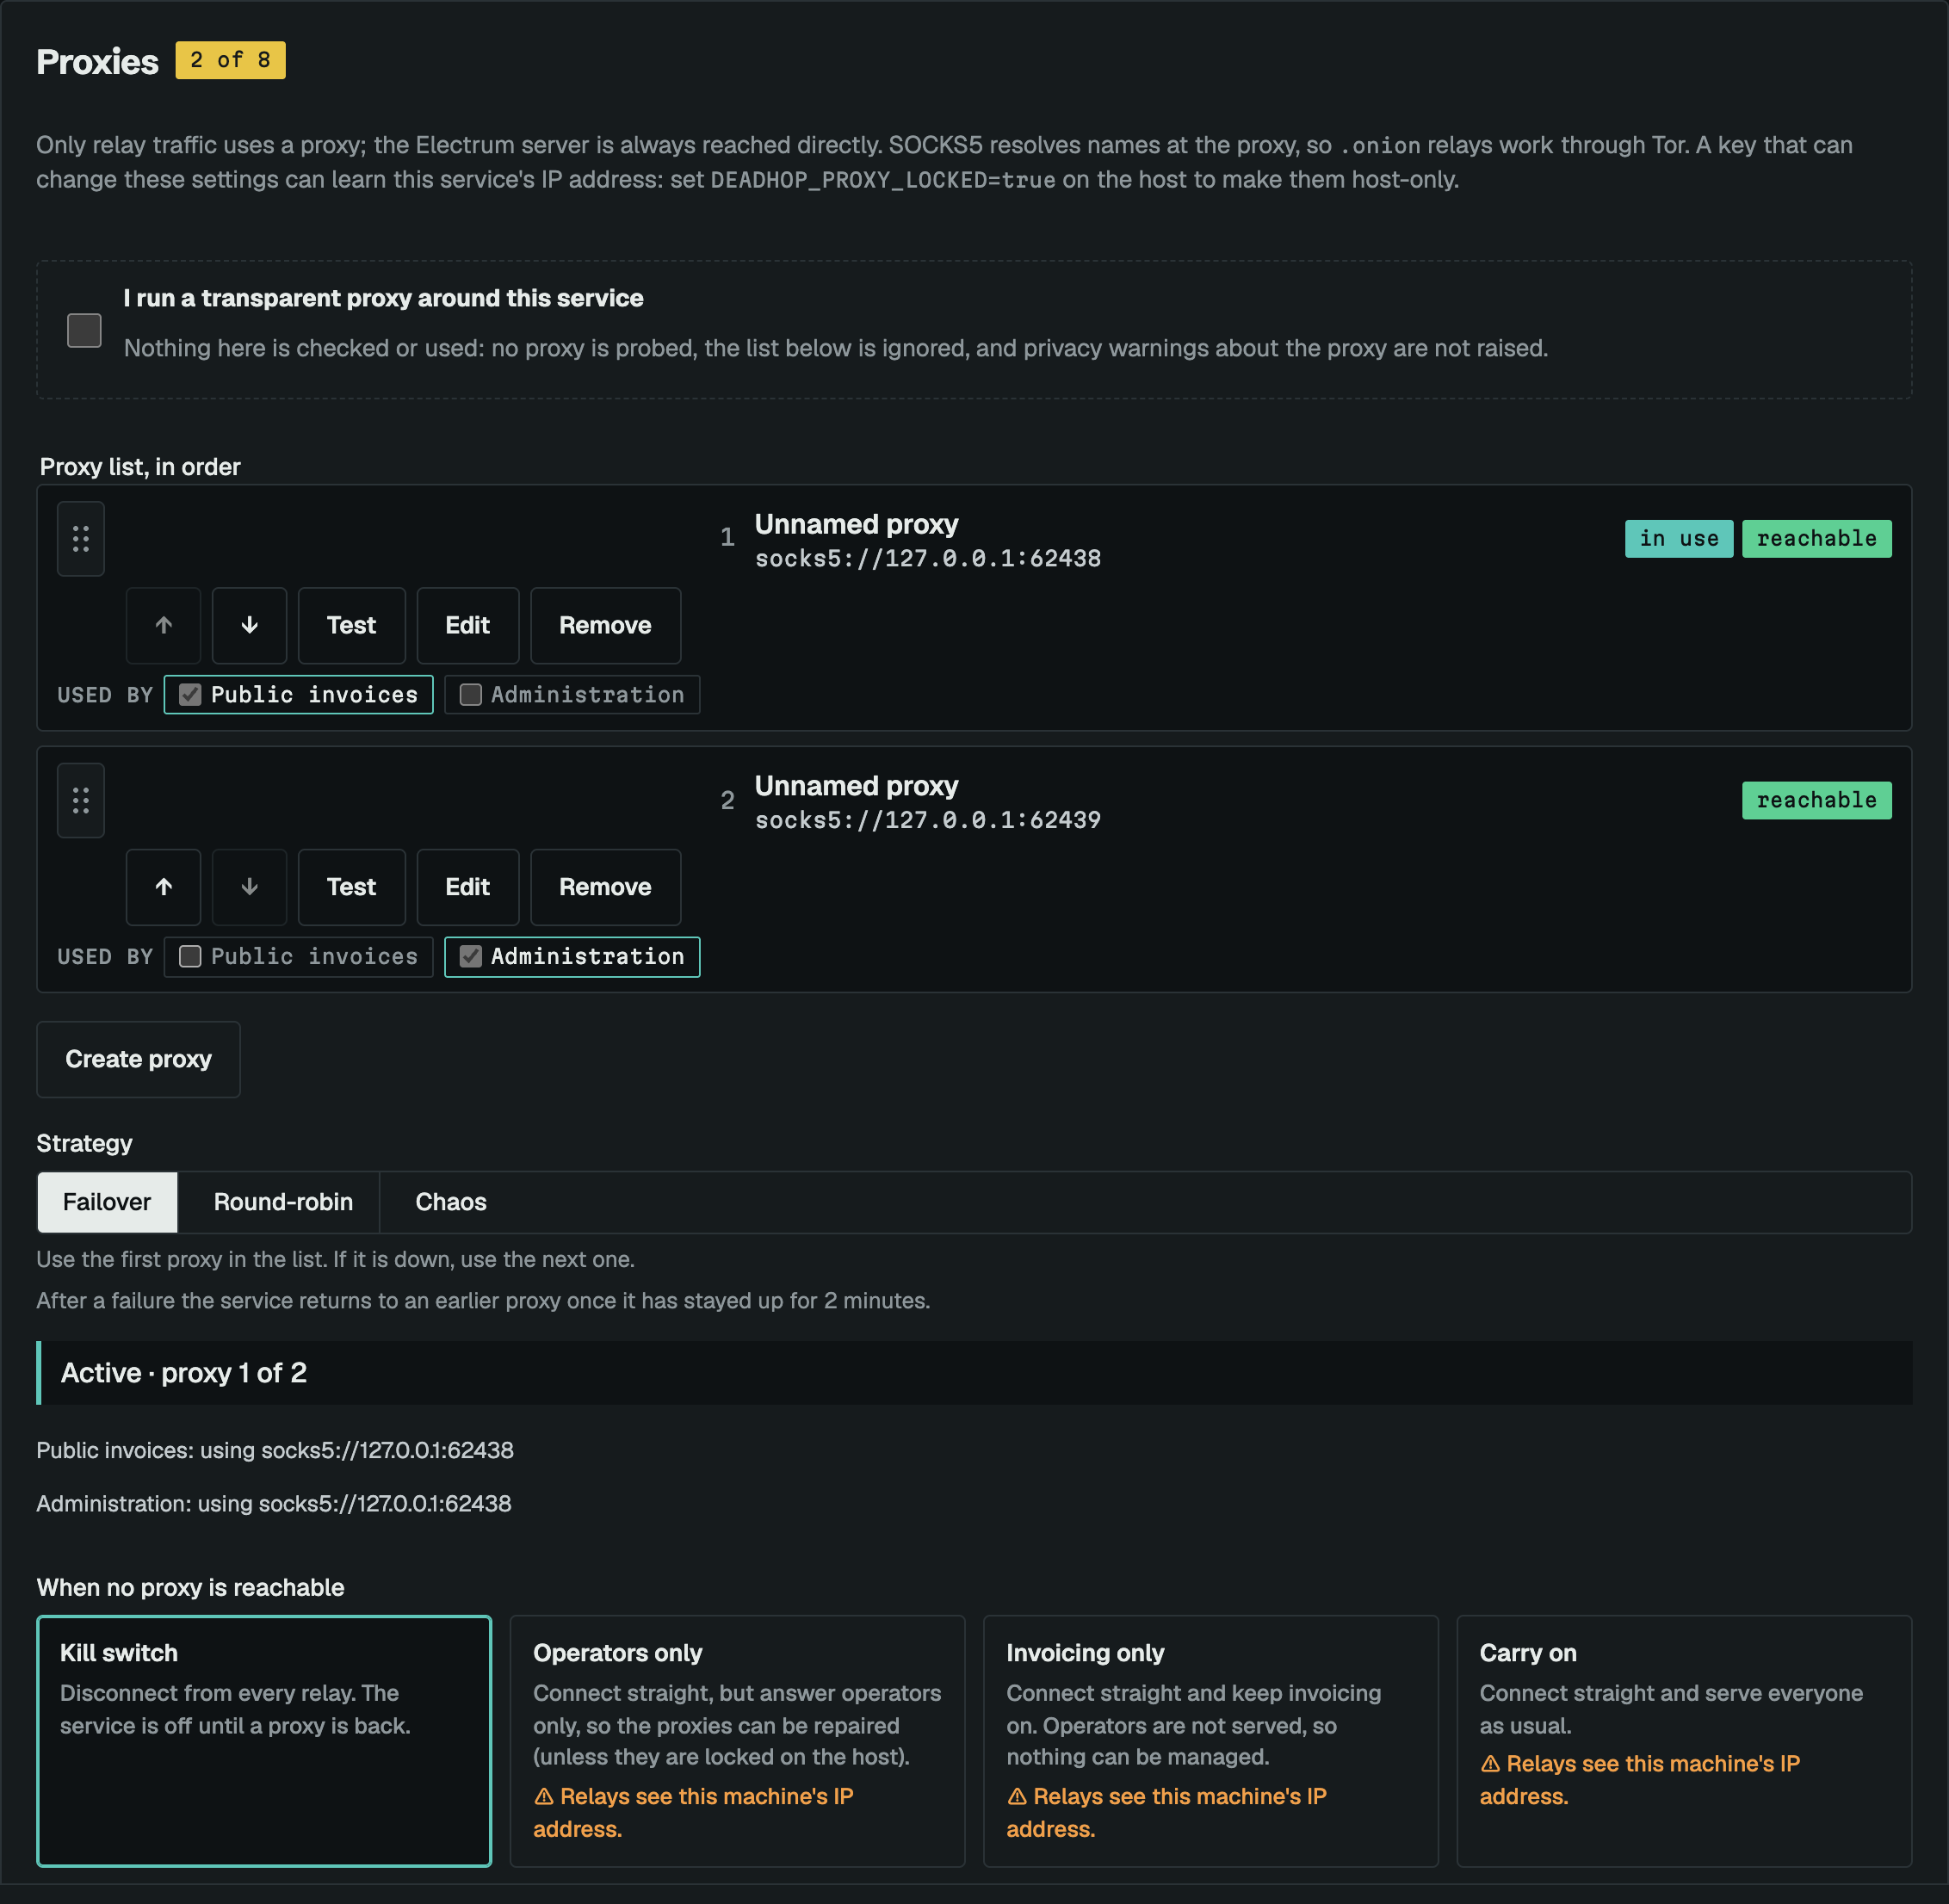 Proxies 2 of 8
Only relay traffic uses a proxy; the Electrum server is always reached directly. SOCKS5 resolves names at the proxy, so .onion relays work through Tor. A key that can
change these settings can learn this service's IP address: set DEADHOP_PROXY_LOCKED=true on the host to make them host-only.
I run a transparent proxy around this service
Nothing here is checked or used: no proxy is probed, the list below is ignored, and privacy warnings about the proxy are not raised.
Proxy list, in order
1 Unnamed proxy in use reachable
socks5://127.0.0.1:62438
↑ ↓ Test Edit Remove
USED BY Public invoices Administration
2 Unnamed proxy reachable
socks5://127.0.0.1:62439
↑ ↓ Test Edit Remove
USED BY Public invoices Administration
Create proxy
Strategy
Failover Round-robin Chaos
Use the first proxy in the list. If it is down, use the next one.
After a failure the service returns to an earlier proxy once it has stayed up for 2 minutes.
Active · proxy 1 of 2
Public invoices: using socks5://127.0.0.1:62438
Administration: using socks5://127.0.0.1:62438
When no proxy is reachable
Kill switch
Disconnect from every relay. The
service is off until a proxy is back.
Operators only
Connect straight, but answer operators
only, so the proxies can be repaired
(unless they are locked on the host).
⚠ Relays see this machine's IP
address.
Invoicing only
Connect straight and keep invoicing
on. Operators are not served, so
nothing can be managed.
⚠ Relays see this machine's IP
address.
Carry on
Connect straight and serve everyone
as usual.
⚠ Relays see this machine's IP
address.